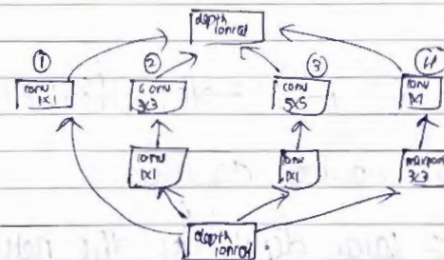 depth
concat
① ② ③ 4
conv
1x1
conv
3x3
conv
5x5
conv
1x1
conv
1x1
conv
1x1
maxpool
3x3
depth
concat